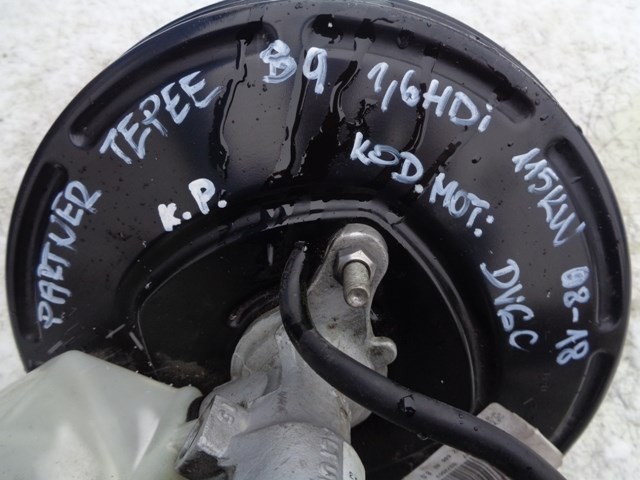 PARTNER TEPEE B9 1,6HDi 115KW 08-18
K.P. KOD.MOT: DV6C